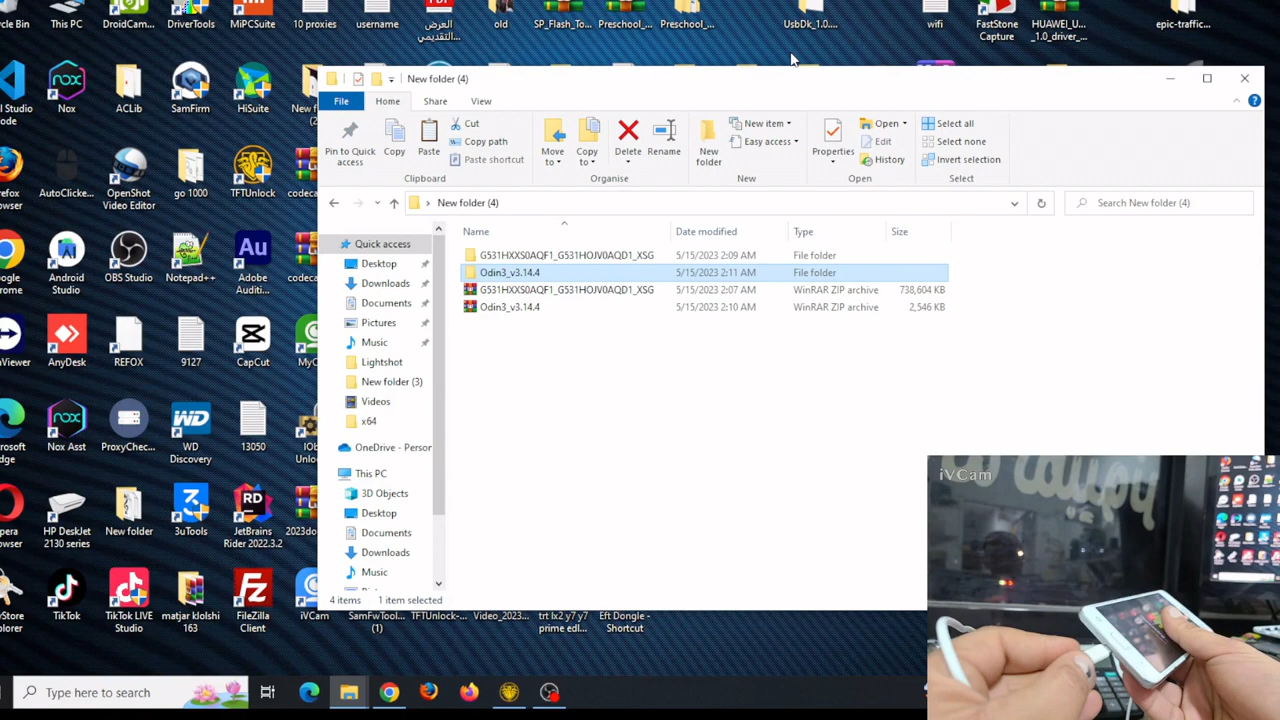 This PC
DroidCam...
DriverTools
MiPCSuite
10 proxies
username
العرض
التقديمي...
old
SP_Flash_To...
Preschool_...
Preschool_...
UsbDk_1.0....
wifi
FastStone
Capture
HUAWEI_U...
_1.0_driver_...
epic-traffic...
New folder (4)
File
Home
Share
View
Pin to Quick
access
Copy
Paste
Cut
Copy path
Paste shortcut
Clipboard
Move
to
Copy
to
Delete
Rename
Organise
New
folder
New item
Easy access
New
Properties
Open
Edit
History
Open
Select all
Select none
Invert selection
Select
New folder (4)
Search New folder (4)
Name
Date modified
Type
Size
G531HXXS0AQF1_G531HOJV0AQD1_XSG
5/15/2023 2:09 AM
File folder
Odin3_v3.14.4
5/15/2023 2:11 AM
File folder
G531HXXS0AQF1_G531HOJV0AQD1_XSG
5/15/2023 2:07 AM
WinRAR ZIP archive
738,604 KB
Odin3_v3.14.4
5/15/2023 2:10 AM
WinRAR ZIP archive
2,546 KB
Quick access
Desktop
Downloads
Documents
Pictures
Music
Lightshot
New folder (3)
Videos
x64
OneDrive - Person
This PC
3D Objects
Desktop
Documents
Downloads
Music
4 items
1 item selected
Nox
ACLib
SamFirm
HiSuite
AutoClicke...
OpenShot
Video Editor
go 1000
TFTUnlock
Android
Studio
OBS Studio
Notepad++
Au
Adobe
Auditi...
AnyDesk
REFOX
9127
CapCut
Nox Asst
ProxyChec...
WD
WD
Discovery
13050
HP DeskJet
2130 series
New folder
3uTools
RD
JetBrains
Rider 2022.3.2
TikTok
TikTok LIVE
Studio
matjar klolshi
163
FileZilla
Client
iVCam
SamFwTool...
(1)
TFTUnlock-...
Video_2023...
trt lx2 y7 y7
prime edl...
Eft Dongle -
Shortcut
iVCam
Type here to search